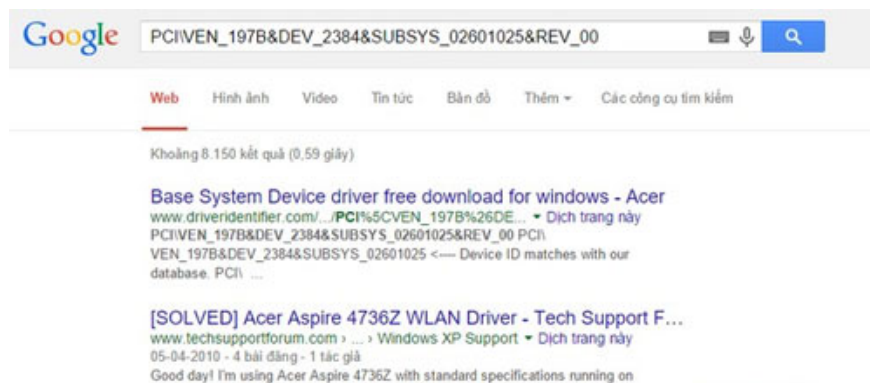 Google PCI\VEN_197B&DEV_2384&SUBSYS_02601025&REV_00
Web Hình ảnh Video Tin tức Bản đồ Thêm Các công cụ tìm kiếm
Khoảng 8.150 kết quả (0,59 giây)
Base System Device driver free download for windows - Acer
www.driveridentifier.com/.../PCI%5CVEN_197B%26DE... Dịch trang này
PCI\VEN_197B&DEV_2384&SUBSYS_02601025&REV_00 PCI\
VEN_197B&DEV_2384&SUBSYS_02601025 <---- Device ID matches with our
database. PCI\ ...
[SOLVED] Acer Aspire 4736Z WLAN Driver - Tech Support F...
www.techsupportforum.com › ... › Windows XP Support Dịch trang này
05-04-2010 - 4 bài đăng - 1 tác giả
Good day! I'm using Acer Aspire 4736Z with standard specifications running on